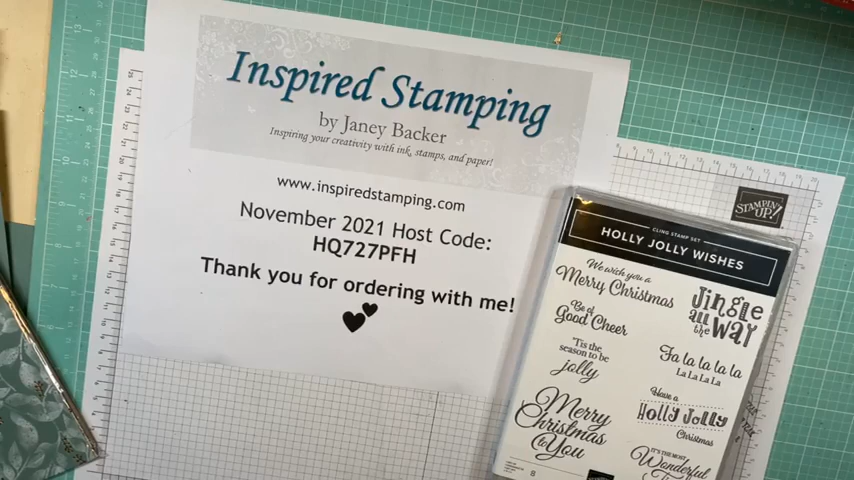 Inspired Stamping
by Janey Backer
Inspiring your creativity with ink, stamps, and paper!
www.inspiredstamping.com
November 2021 Host Code:
HQ727PFH
Thank you for ordering with me!
STAMPIN' UP!
CLING STAMP SET
HOLLY JOLLY WISHES
We wish you a
Merry Christmas
Jingle
all
the WAY
Be of
Good Cheer
'Tis the
season to be
jolly
Fa la la la la
La La La La
Have a
Holly Jolly
Christmas
Merry
Christmas
to You
IT'S THE MOST
Wonderful
8